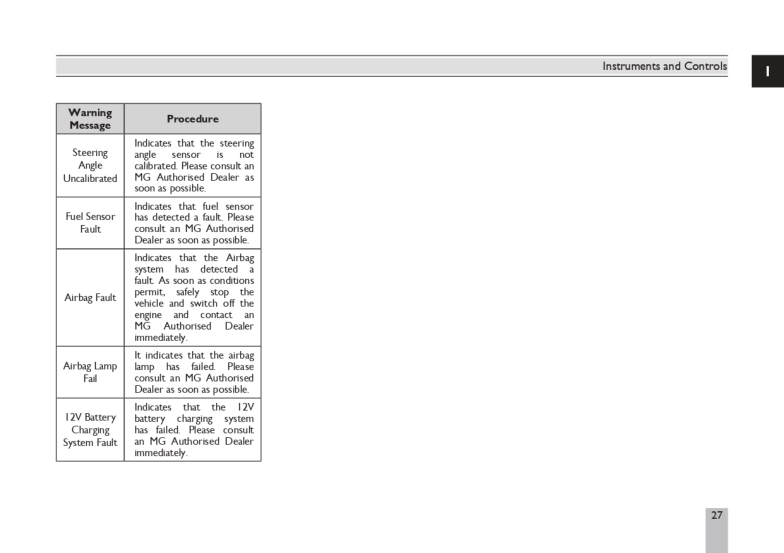 Instruments and Controls
1
Warning
Message
Procedure
Steering
Angle
Uncalibrated
Indicates that the steering
angle sensor is not
calibrated. Please consult an
MG Authorised Dealer as
soon as possible.
Fuel Sensor
Fault
Indicates that fuel sensor
has detected a fault. Please
consult an MG Authorised
Dealer as soon as possible.
Airbag Fault
Indicates that the Airbag
system has detected a
fault. As soon as conditions
permit, safely stop the
vehicle and switch off the
engine and contact an
MG Authorised Dealer
immediately.
Airbag Lamp
Fail
It indicates that the airbag
lamp has failed. Please
consult an MG Authorised
Dealer as soon as possible.
12V Battery
Charging
System Fault
Indicates that the 12V
battery charging system
has failed. Please consult
an MG Authorised Dealer
immediately.
27